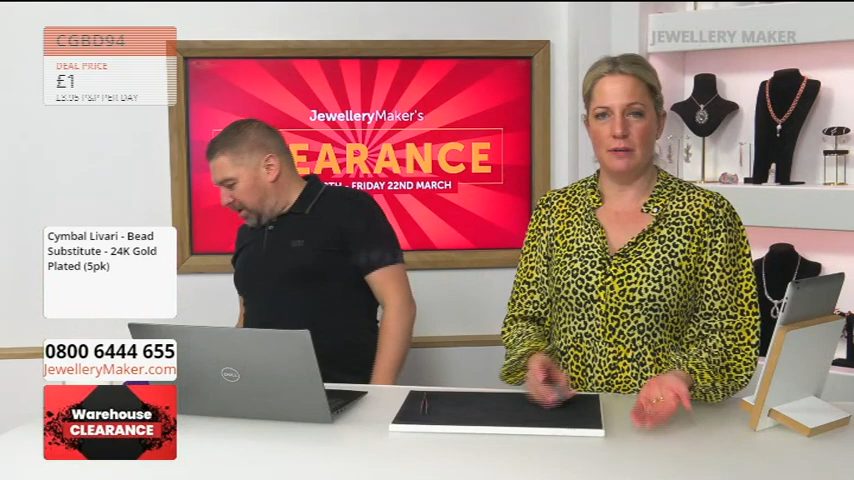 CGBD94
JEWELLERY MAKER
DEAL PRICE
£1
£3.95 P&P PER DAY
JewelleryMaker's
EARANCE
- FRIDAY 22ND MARCH
Cymbal Livari - Bead
Substitute - 24K Gold
Plated (5pk)
0800 6444 655
JewelleryMaker.com
DELL
Warehouse
CLEARANCE